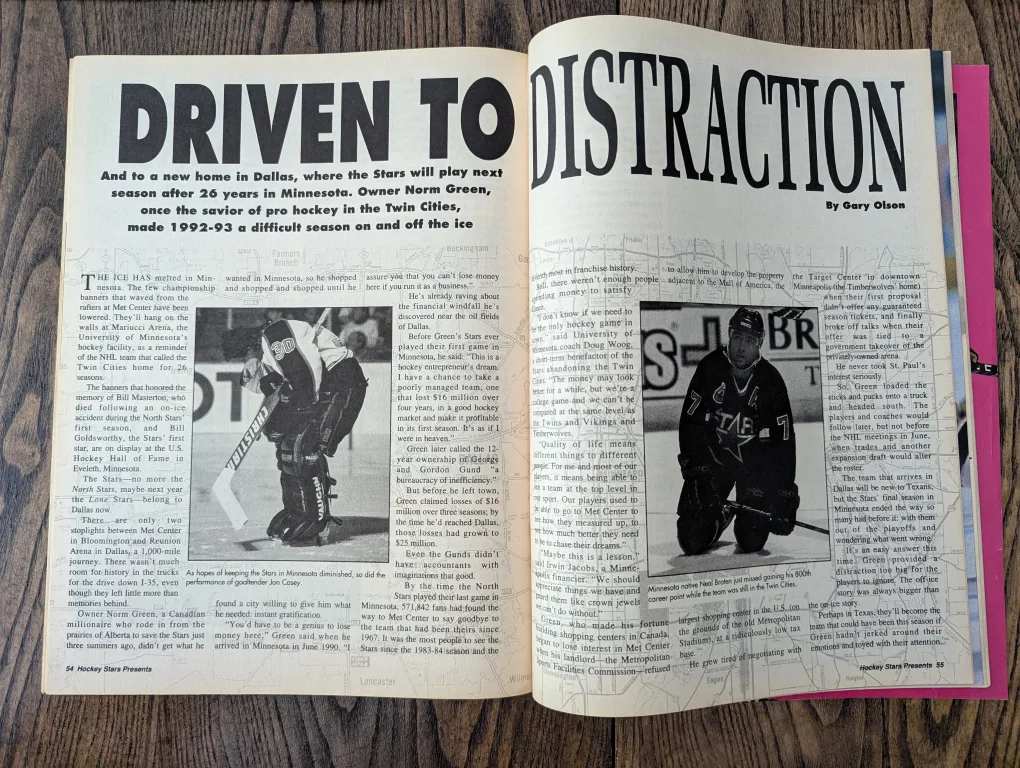 DRIVEN TO DISTRACTION
And to a new home in Dallas, where the Stars will play next
season after 26 years in Minnesota. Owner Norm Green,
once the savior of pro hockey in the Twin Cities,
made 1992-93 a difficult season on and off the ice
By Gary Olson
THE ICE HAS melted in Min-
nesota. The few championship
banners that waved from the
rafters at Met Center have been
lowered. They'll hang on the
walls at Mariucci Arena, the
University of Minnesota's
hockey facility, as a reminder
of the NHL team that called the
Twin Cities home for 26
seasons.
The banners that honored the
memory of Bill Masterton, who
died following an on-ice
accident during the North Stars'
first season, and Bill
Goldsworthy, the Stars' first
star, are on display at the U.S.
Hockey Hall of Fame in
Eveleth, Minnesota.
The Stars—no more the
North Stars, maybe next year
the Lone Stars—belong to
Dallas now.
There are only two
stoplights between Met Center
in Bloomington and Reunion
Arena in Dallas, a 1,000-mile
journey. There wasn't much
room for history in the trucks
for the drive down I-35, even
though they left little more than
memories behind.
Owner Norm Green, a Canadian
millionaire who rode in from the
prairies of Alberta to save the Stars just
three summers ago, didn't get what he
wanted in Minnesota, so he shopped
and shopped and shopped until he
30
CHRISTIAN
VAUGHN
As hopes of keeping the Stars in Minnesota diminished, so did the
performance of goaltender Jon Casey.
found a city willing to give him what
he needed: instant gratification.
"You'd have to be a genius to lose
money here," Green said when he
arrived in Minnesota in June 1990. "I
assure you that you can't lose money
here if you run it as a business."
He's already raving about
the financial windfall he's
discovered near the oil fields
of Dallas.
Before Green's Stars ever
played their first game in
Minnesota, he said: "This is a
hockey entrepreneur's dream.
I have a chance to take a
poorly managed team, one
that lost $16 million over
four years, in a good hockey
market and make it profitable
in its first season. It's as if I
were in heaven."
Green later called the 12-
year ownership of George
and Gordon Gund "a
bureaucracy of inefficiency."
But before he left town,
Green claimed losses of $16
million over three seasons; by
the time he'd reached Dallas,
those losses had grown to
$25 million.
Even the Gunds didn't
have accountants with
imaginations that good.
By the time the North
Stars played their last game in
Minnesota, 571,842 fans had found the
way to Met Center to say goodbye to
the team that had been theirs since
1967. It was the most people to see the
Stars since the 1983-84 season and the
54 Hockey Stars Presents
most in franchise history.
Still, there weren't enough people
spending money to satisfy
Green.
"I don't know if we need to
be the only hockey game in
town," said University of
Minnesota coach Doug Woog,
a short-term benefactor of the
Stars abandoning the Twin
Cities. "The money may look
better for a while, but we're a
college game and we can't be
compared at the same level as
the Twins and Vikings and
Timberwolves.
"Quality of life means
different things to different
people. For me and most of our
players, it means being able to
see a team at the top level in
our sport. Our players used to
be able to go to Met Center to
see how they measured up, to
see how much better they need
to be to chase their dreams."
"Maybe this is a lesson,"
said Irwin Jacobs, a Minne-
apolis financier. "We should
appreciate things we have and
guard them like crown jewels
we can't do without."
Green, who made his fortune
building shopping centers in Canada,
began to lose interest in Met Center
when his landlord—the Metropolitan
Sports Facilities Commission—refused
to allow him to develop the property
adjacent to the Mall of America, the
BR
STARS
7
A
7
Minnesota native Neal Broten just missed gaining his 800th
career point while the team was still in the Twin Cities.
largest shopping center in the U.S. (on
the grounds of the old Metropolitan
Stadium), at a ridiculously low tax
base.
He grew tired of negotiating with
the Target Center in downtown
Minneapolis (the Timberwolves' home)
when their first proposal
didn't offer any guaranteed
season tickets, and finally
broke off talks when their
offer was tied to a
government takeover of the
privately-owned arena.
He never took St. Paul's
interest seriously.
So, Green loaded the
sticks and pucks onto a truck
and headed south. The
players and coaches would
follow later, but not before
the NHL meetings in June,
when trades and another
expansion draft would alter
the roster.
The team that arrives in
Dallas will be new to Texans,
but the Stars' final season in
Minnesota ended the way so
many had before it: with them
out of the playoffs and
wondering what went wrong.
It's an easy answer this
time. Green provided a
distraction too big for the
players to ignore. The off-ice
story was always bigger than
the on-ice story.
Perhaps in Texas, they'll become the
team that could have been this season if
Green hadn't jerked around their
emotions and toyed with their attention.
Hockey Stars Presents 55
Buckingham
Farmers
Branch
Lancaster